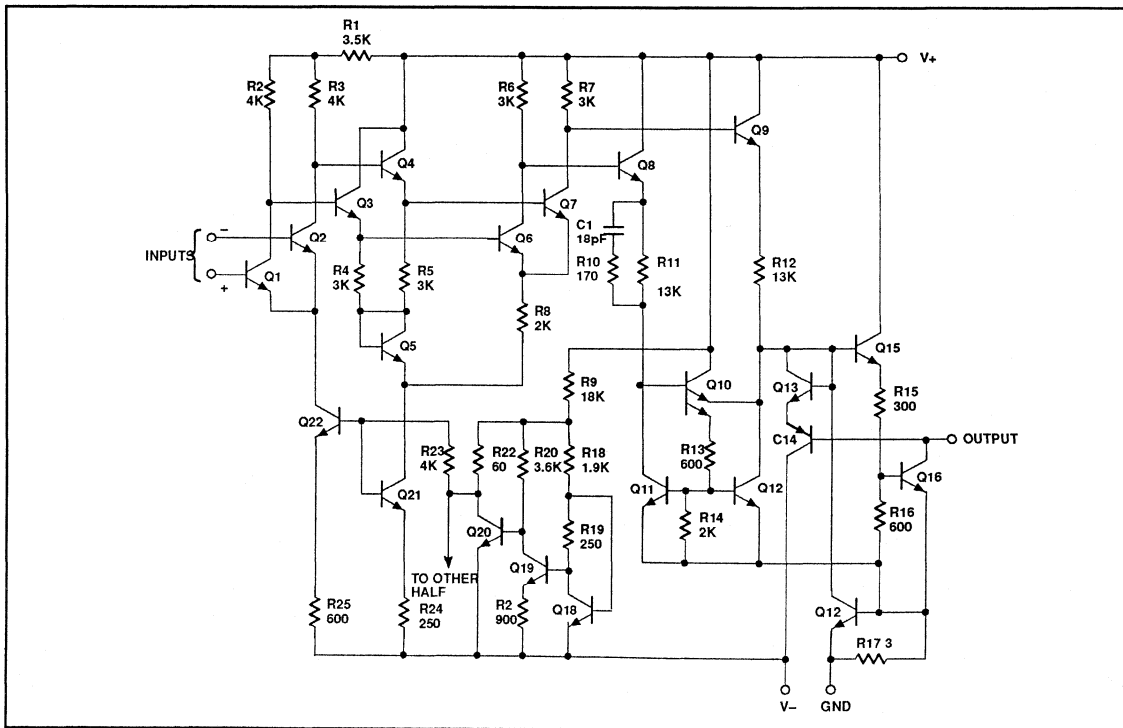 R1
3.5K
V+
R2
4K
R3
4K
R6
3K
R7
3K
Q9
Q4
Q8
Q3
Q7
C1
18pF
INPUTS
–
+
Q2
Q1
Q6
R4
3K
R5
3K
R10
170
R11
13K
R12
13K
R8
2K
Q5
Q15
R9
18K
Q10
Q13
R15
300
Q22
C14
OUTPUT
R23
4K
R22
60
R20
3.6K
R18
1.9K
R13
600
Q16
Q21
Q11
Q12
R14
2K
R16
600
Q20
R19
250
TO OTHER
HALF
Q19
R25
600
R24
250
R2
900
Q18
Q12
R17 3
V–
GND